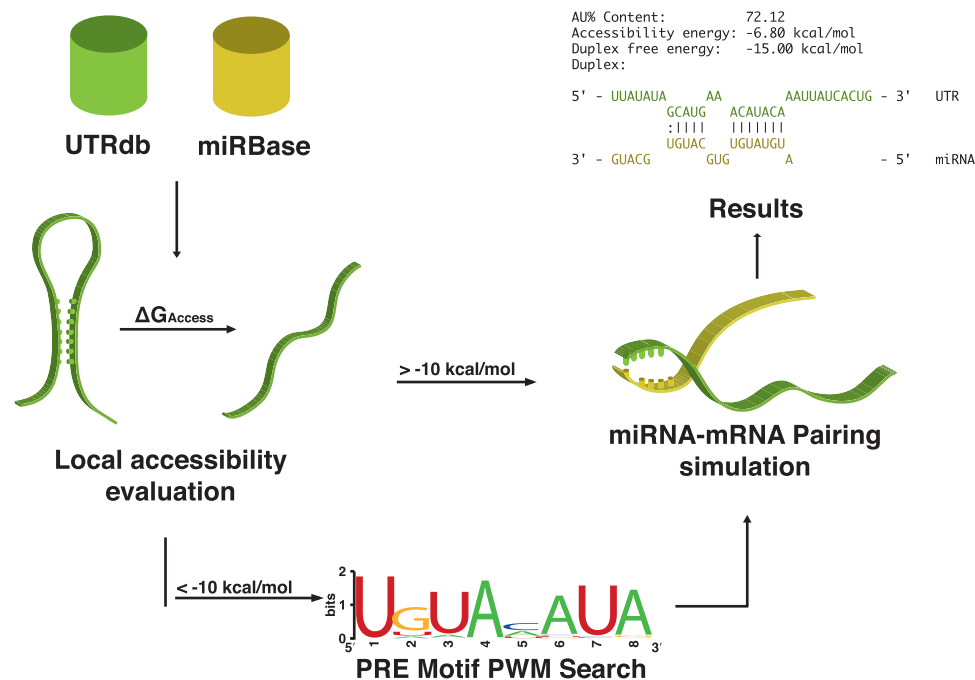 AU% Content: 72.12
Accessibility energy: -6.80 kcal/mol
Duplex free energy: -15.00 kcal/mol
Duplex:
5' - UUAUAUA AA AAUUAUCACUG - 3' UTR
GCAUG ACAUACA
:|||| |||||||
UGUAC UGUAUGU
3' - GUACG GUG A - 5' miRNA
Results
UTRdb
miRBase
ΔGAccess
> -10 kcal/mol
Local accessibility
evaluation
miRNA-mRNA Pairing
simulation
< -10 kcal/mol
2
1
0
bits
UGUACAUA
5′ 1 2 3 4 5 6 7 8 3′
PRE Motif PWM Search